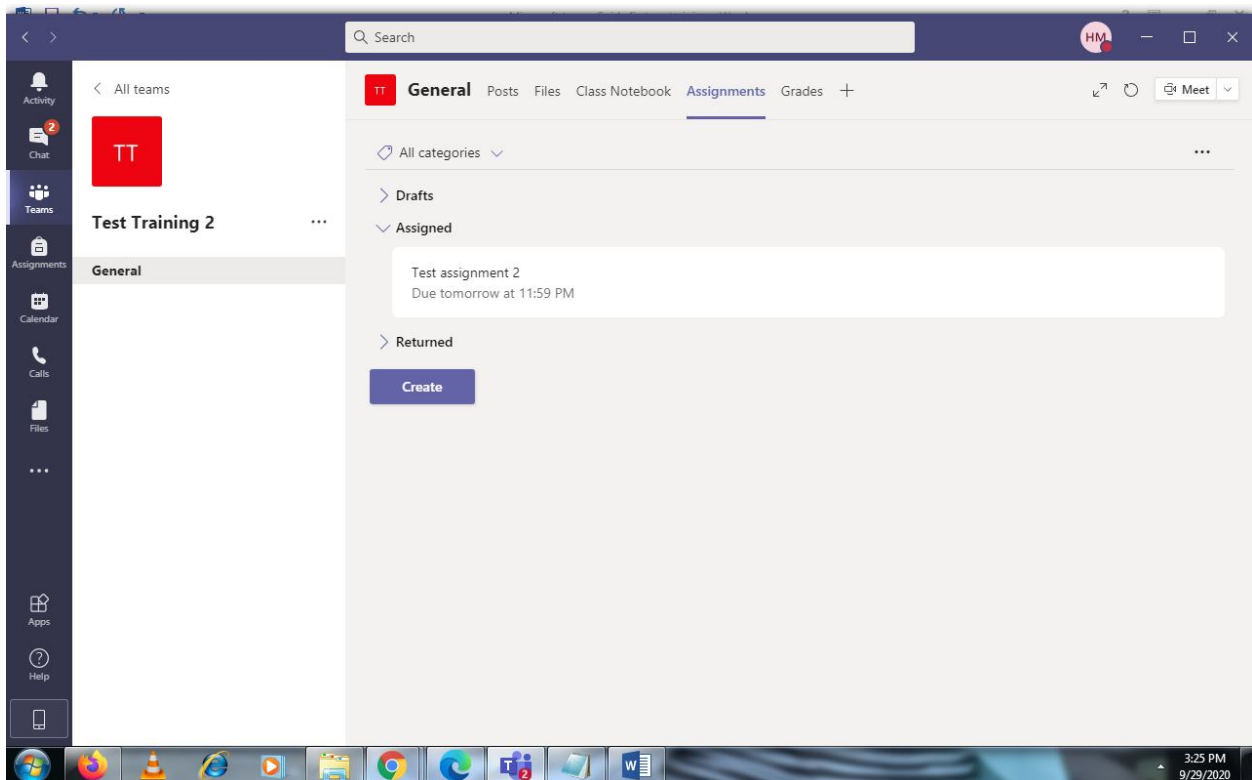 Search
HM
Activity
2
Chat
Teams
Assignments
Calendar
Calls
Files
Apps
Help
All teams
TT
Test Training 2
General
TT General Posts Files Class Notebook Assignments Grades
Meet
All categories
Drafts
Assigned
Test assignment 2
Due tomorrow at 11:59 PM
Returned
Create
2
3:25 PM
9/29/2020